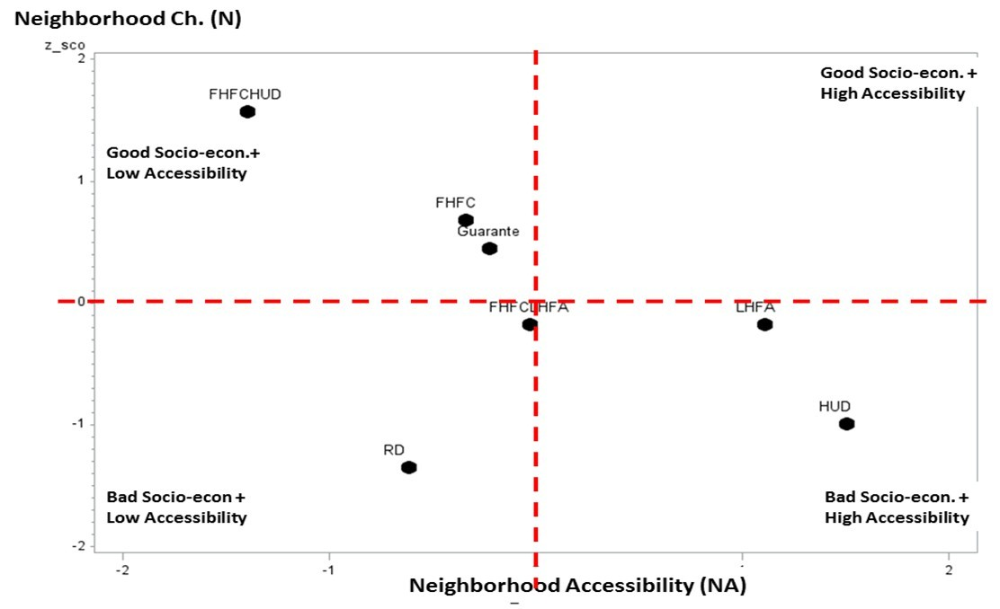 Neighborhood Ch. (N)
z_sco
2
Good Socio-econ. +
High Accessibility
FHFCHUD
Good Socio-econ.+
Low Accessibility
1
FHFC
Guarante
0
FHFCLHFA
LHFA
-1
HUD
RD
Bad Socio-econ +
Low Accessibility
Bad Socio-econ. +
High Accessibility
-2
-2
-1
2
Neighborhood Accessibility (NA)